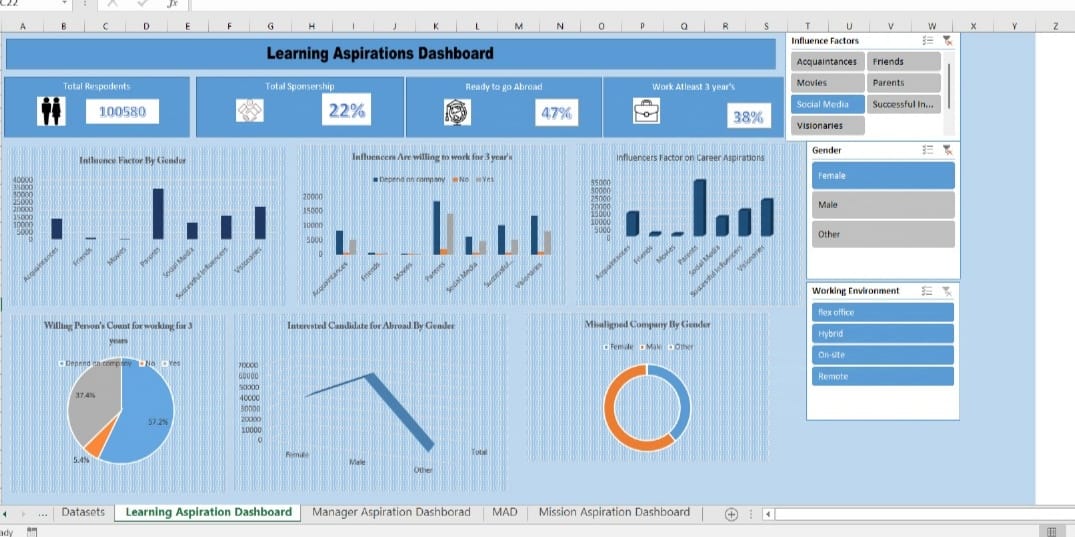 C22
fx
A B C D E F G H I J K L M N O P Q R S T U V W X Y Z
Learning Aspirations Dashboard
Total Respodents
100580
Total Sponsership
22%
Ready to go Abroad
47%
Work Atleast 3 year's
38%
Influence Factors
Acquaintances Friends
Movies Parents
Social Media Successful In...
Visionaries
Gender
Female
Male
Other
Working Environment
flex office
Hybrid
On-site
Remote
Influence Factor By Gender
40000
35000
30000
25000
20000
15000
10000
5000
0
Acquaintances Friends Movies Parents Social Media Successful Influencers Visionaries
Influencers Are willing to work for 3 year's
Depend on company No Yes
20000
15000
10000
5000
0
Acquaintances Friends Movies Parents Social Media Successful... Visionaries
Influencers Factor on Career Aspirations
35000
30000
25000
20000
15000
10000
5000
0
Acquaintances Friends Movies Parents Social Media Successful Influencers Visionaries
Willing Person's Count for working for 3
years
Depend on company No Yes
37.4%
57.2%
5.4%
Interested Candidate for Abroad By Gender
70000
60000
50000
40000
30000
20000
10000
0
Female Male Other Total
Misaligned Company By Gender
Female Male Other
... Datasets Learning Aspiration Dashboard Manager Aspiration Dashborad MAD Mission Aspiration Dashboard
ady